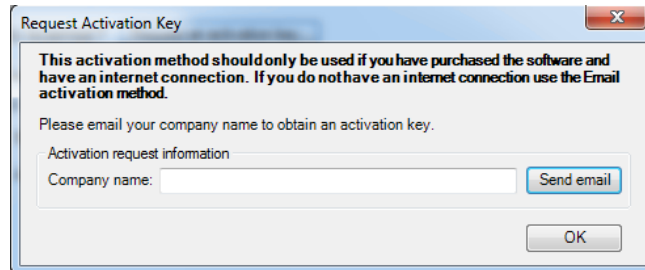 Request Activation Key
This activation method should only be used if you have purchased the software and
have an internet connection. If you do not have an internet connection use the Email
activation method.
Please email your company name to obtain an activation key.
Activation request information
Company name:
Send email
OK